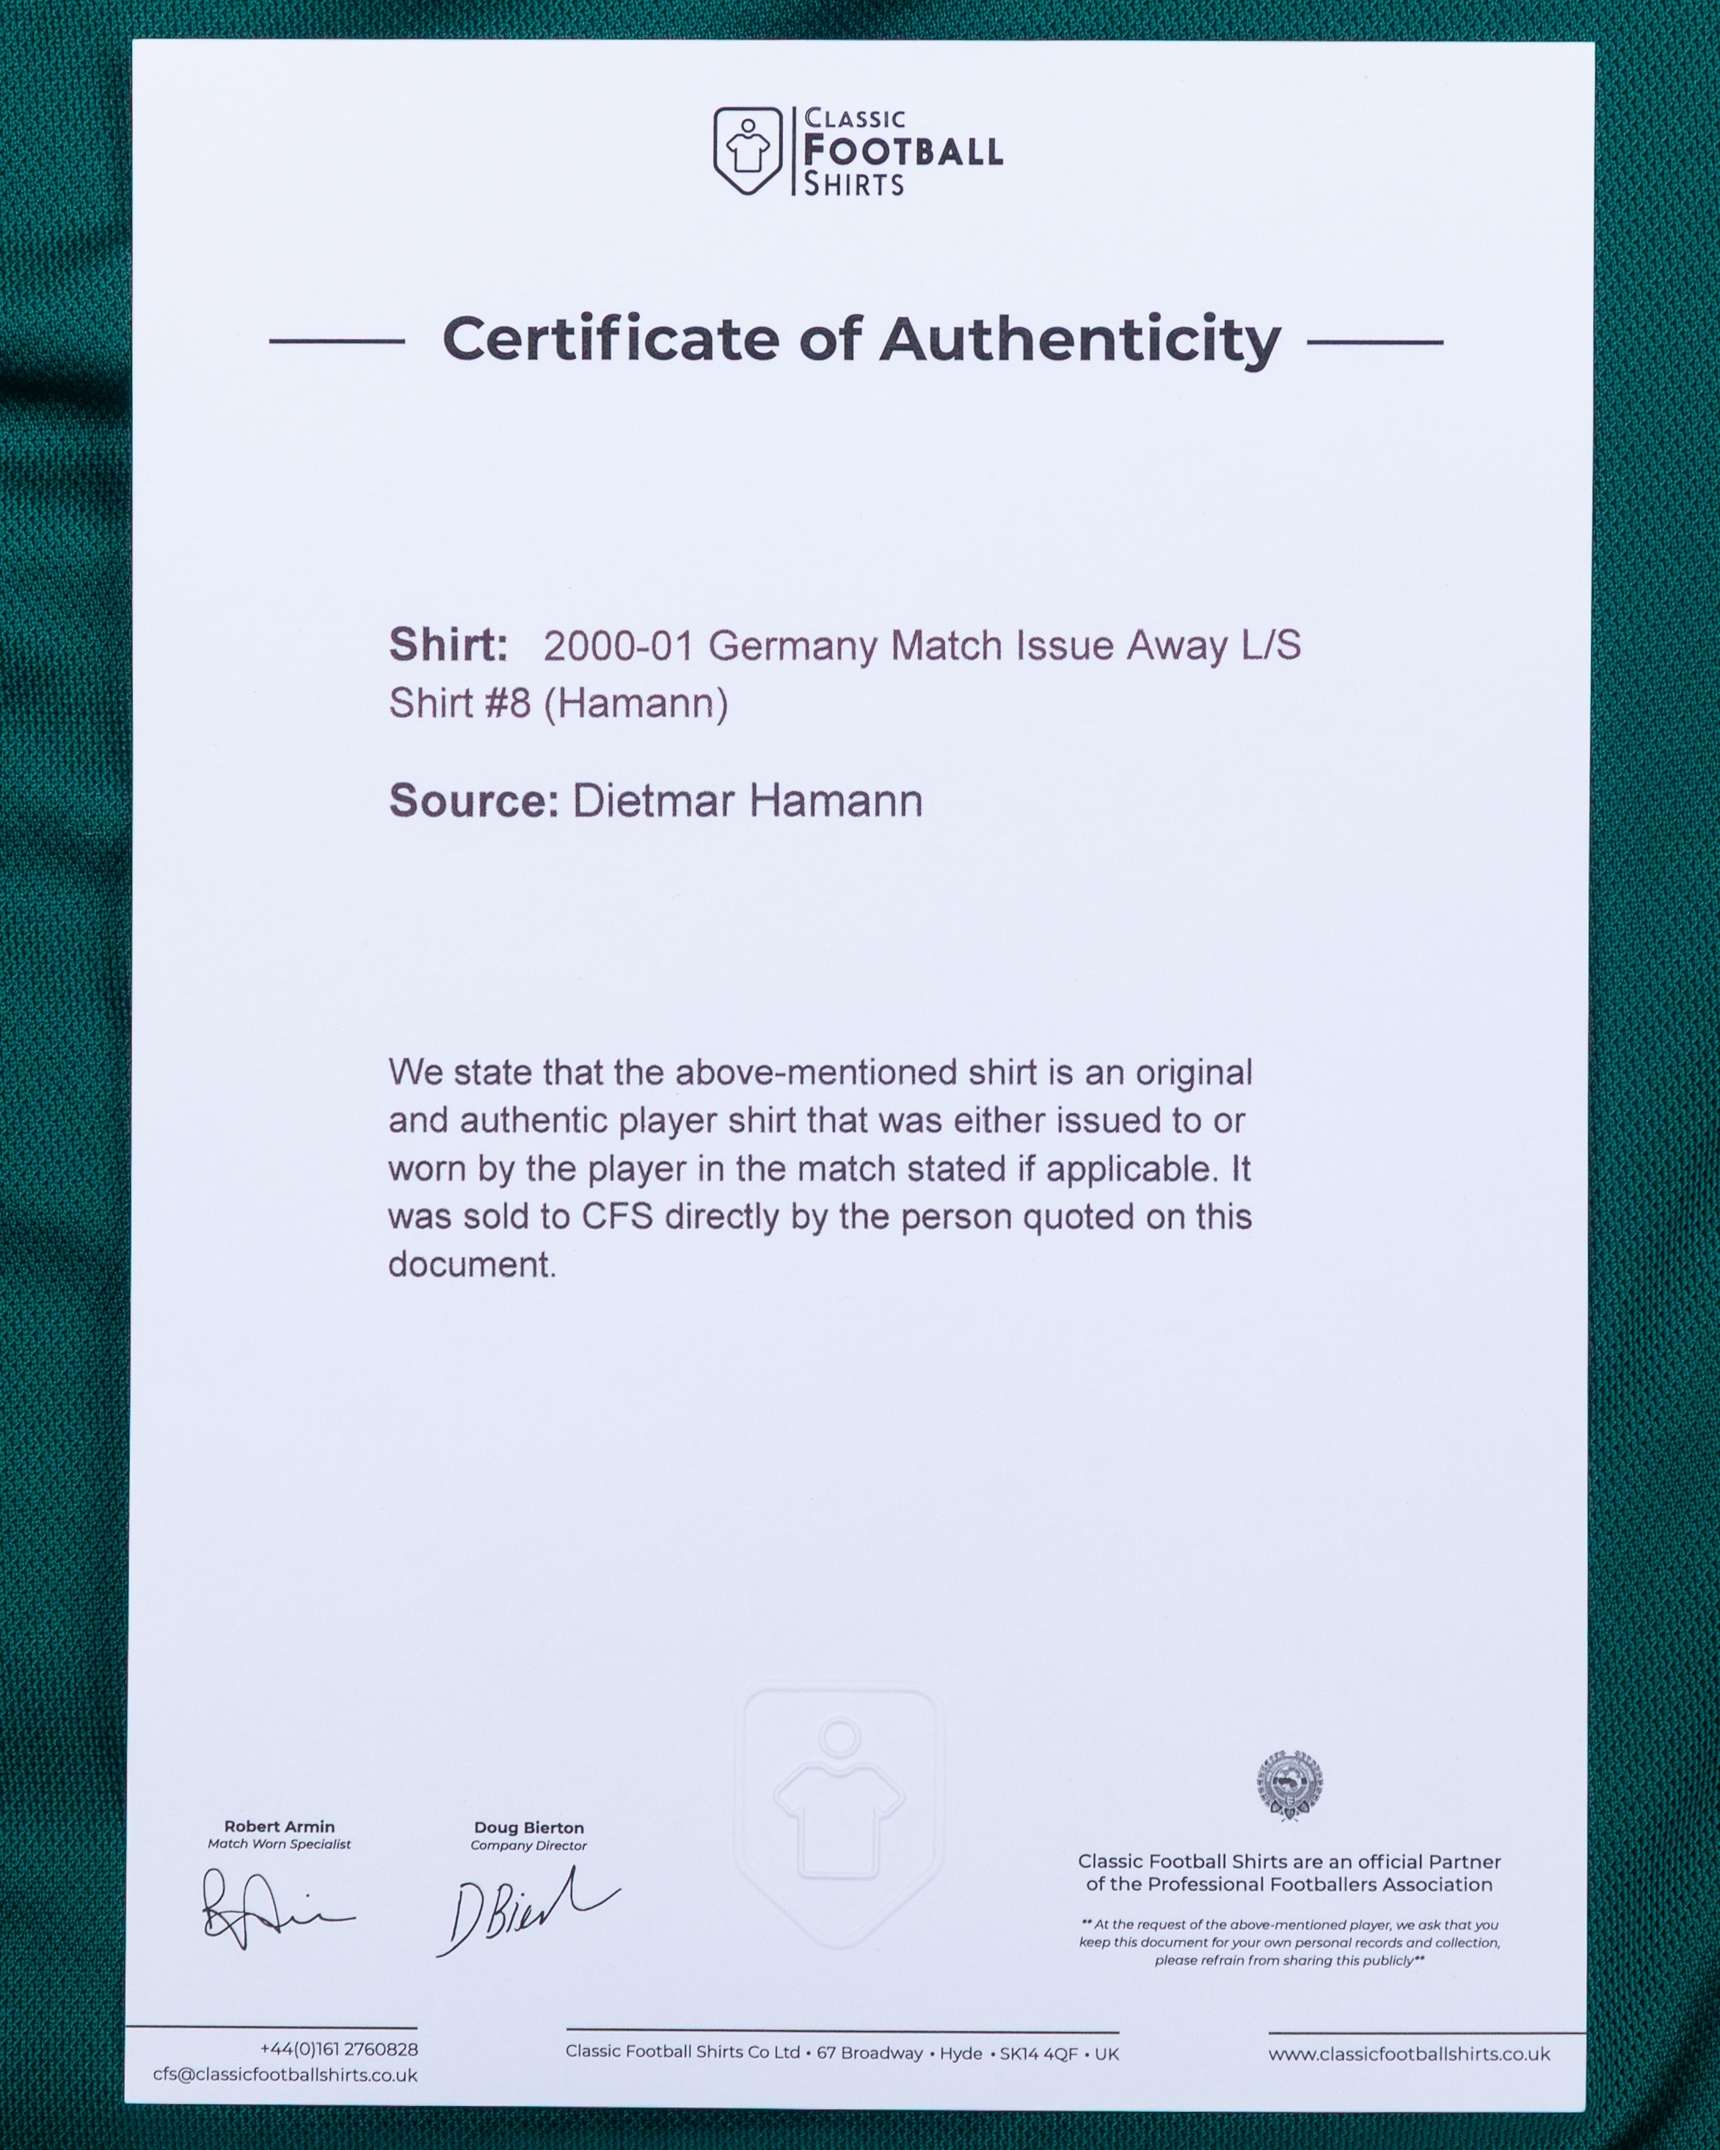 CLASSIC
FOOTBALL
SHIRTS
Certificate of Authenticity
Shirt: 2000-01 Germany Match Issue Away L/S
Shirt #8 (Hamann)
Source: Dietmar Hamann
We state that the above-mentioned shirt is an original
and authentic player shirt that was either issued to or
worn by the player in the match stated if applicable. It
was sold to CFS directly by the person quoted on this
document.
Robert Armin
Match Worn Specialist
Doug Bierton
Company Director
Classic Football Shirts are an official Partner
of the Professional Footballers Association
**At the request of the above-mentioned player, we ask that you
keep this document for your own personal records and collection,
please refrain from sharing this publicly**
+44(0)161 2760828
cfs@classicfootballshirts.co.uk
Classic Football Shirts Co Ltd • 67 Broadway • Hyde • SK14 4QF • UK
www.classicfootballshirts.co.uk